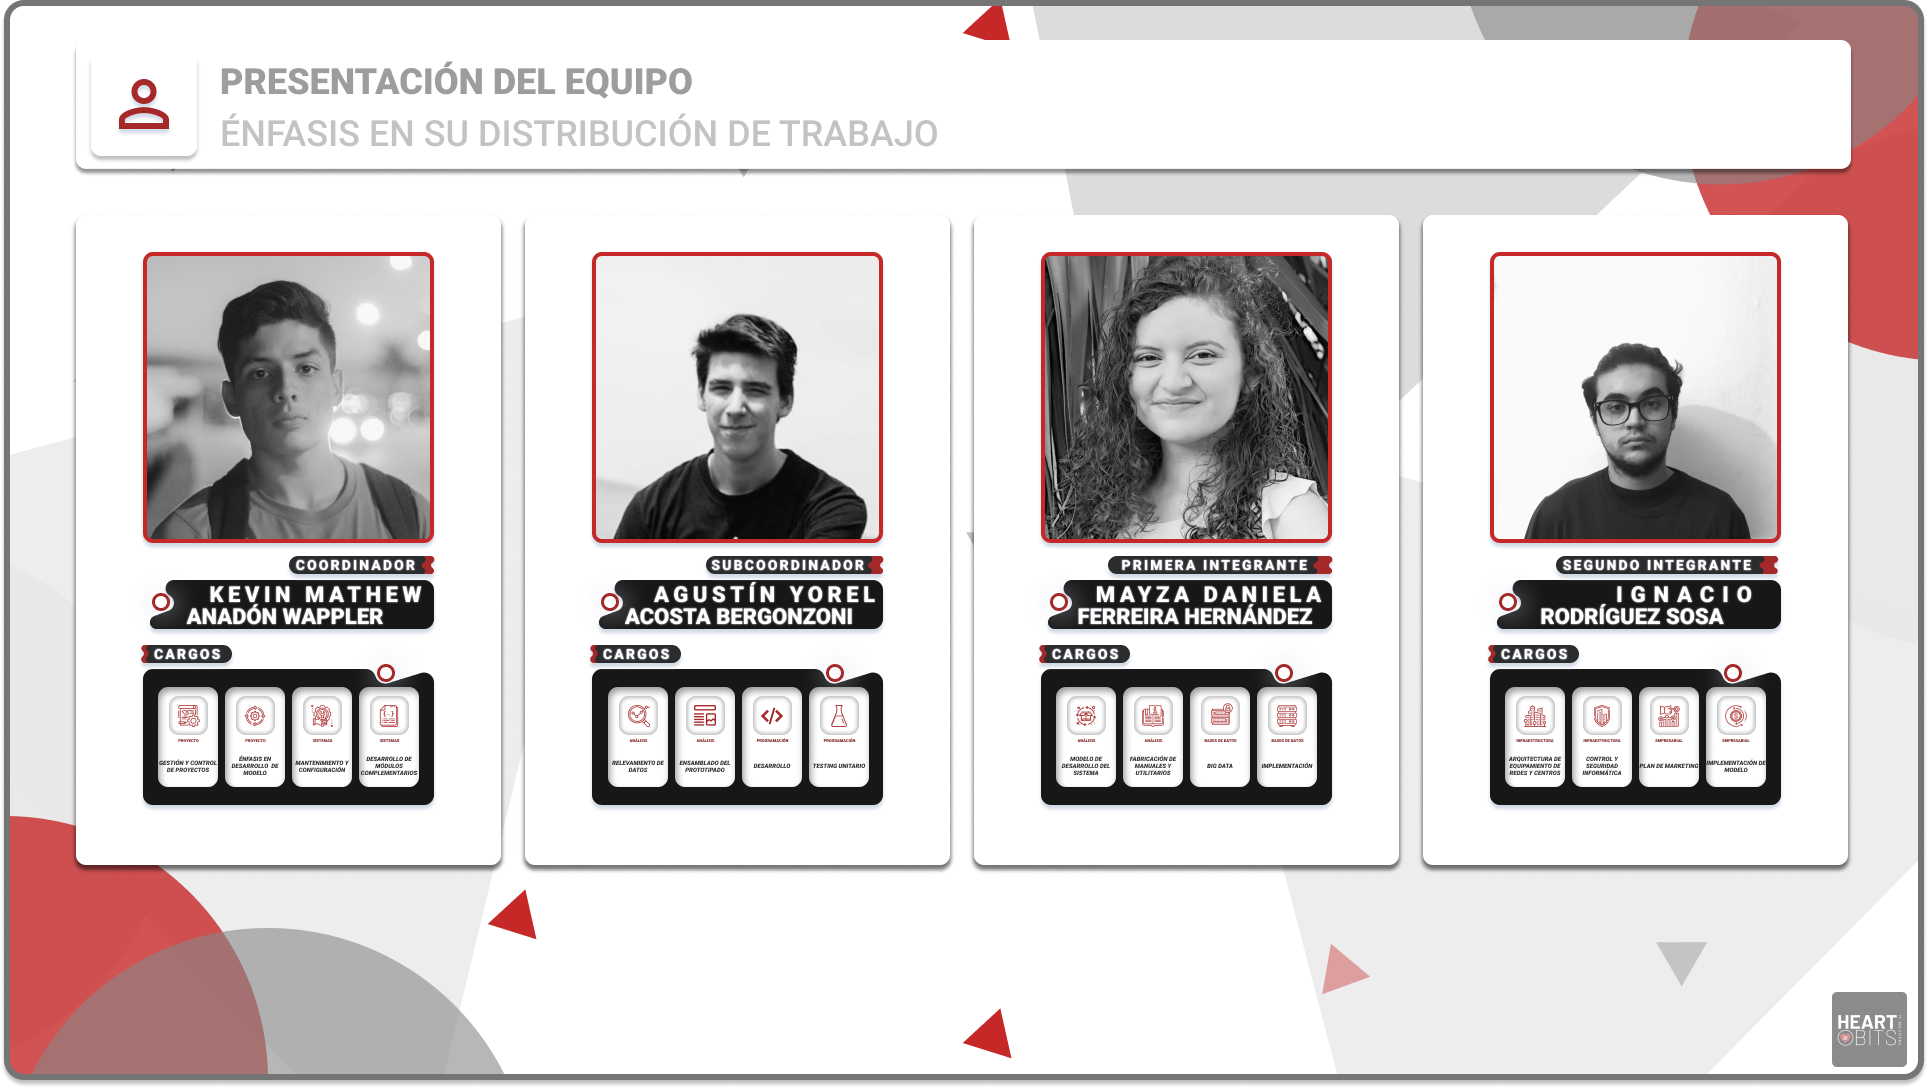 PRESENTACIÓN DEL EQUIPO
ÉNFASIS EN SU DISTRIBUCIÓN DE TRABAJO
COORDINADOR
KEVIN MATHEW
ANADÓN WAPPLER
CARGOS
PROYECTO
GESTIÓN Y CONTROL
DE PROYECTOS
PROYECTO
ÉNFASIS EN
DESARROLLO DE
MODELO
SISTEMAS
MANTENIMIENTO Y
CONFIGURACIÓN
SISTEMAS
DESARROLLO DE
MÓDULOS
COMPLEMENTARIOS
SUBCOORDINADOR
AGUSTÍN YOREL
ACOSTA BERGONZONI
CARGOS
ANÁLISIS
RELEVAMIENTO DE
DATOS
ANÁLISIS
ENSAMBLADO DEL
PROTOTIPADO
PROGRAMACIÓN
DESARROLLO
PROGRAMACIÓN
TESTING UNITARIO
PRIMERA INTEGRANTE
MAYZA DANIELA
FERREIRA HERNÁNDEZ
CARGOS
ANÁLISIS
MODELO DE
DESARROLLO DEL
SISTEMA
ANÁLISIS
FABRICACIÓN DE
MANUALES Y
UTILITARIOS
BASES DE DATOS
BIG DATA
BASES DE DATOS
IMPLEMENTACIÓN
SEGUNDO INTEGRANTE
IGNACIO
RODRÍGUEZ SOSA
CARGOS
INFRAESTRUCTURA
ARQUITECTURA DE
EQUIPAMIENTO DE
REDES Y CENTROS
INFRAESTRUCTURA
CONTROL Y
SEGURIDAD
INFORMÁTICA
EMPRESARIAL
PLAN DE MARKETING
EMPRESARIAL
IMPLEMENTACIÓN DE
MODELO
HEART
BITS